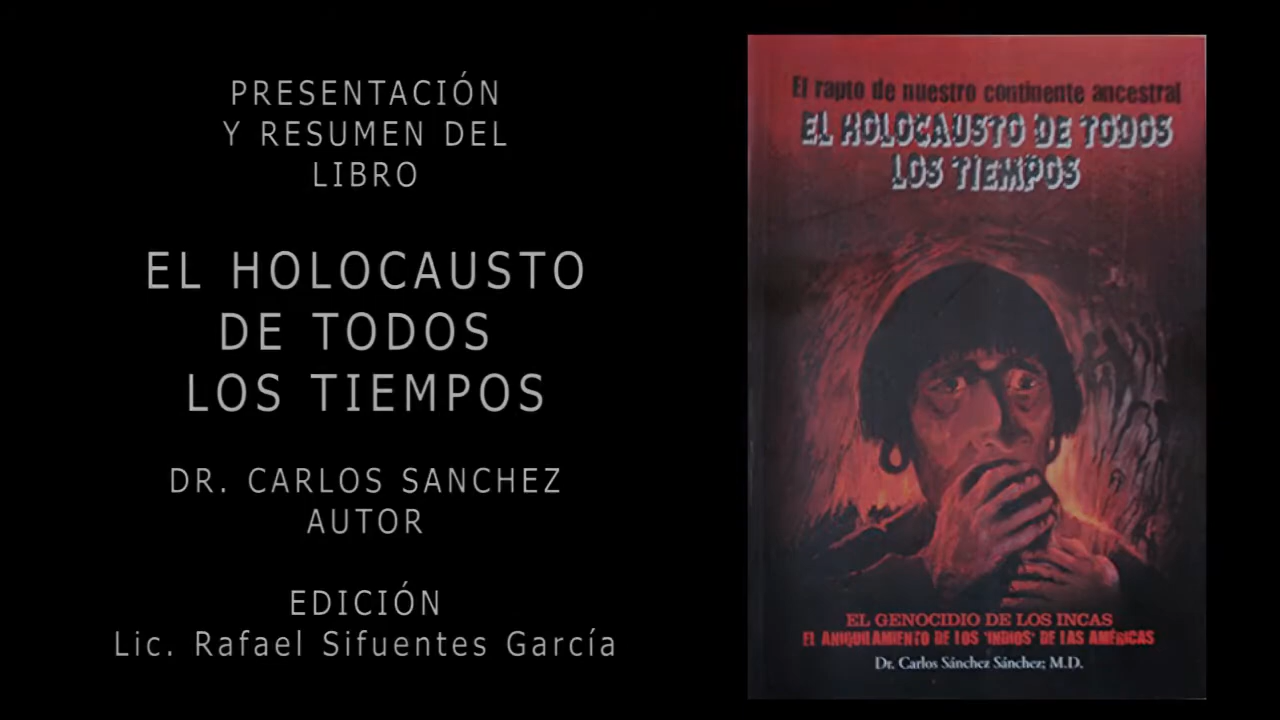 PRESENTACIÓN
Y RESUMEN DEL
LIBRO
EL HOLOCAUSTO
DE TODOS
LOS TIEMPOS
DR. CARLOS SANCHEZ
AUTOR
EDICIÓN
Lic. Rafael Sifuentes García
El rapto de nuestro continente ancestral
EL HOLOCAUSTO DE TODOS
LOS TIEMPOS
EL GENOCIDIO DE LOS INCAS
EL ANIQUILAMIENTO DE LOS 'INDIOS' DE LAS AMÉRICAS
Dr. Carlos Sánchez Sánchez; M.D.